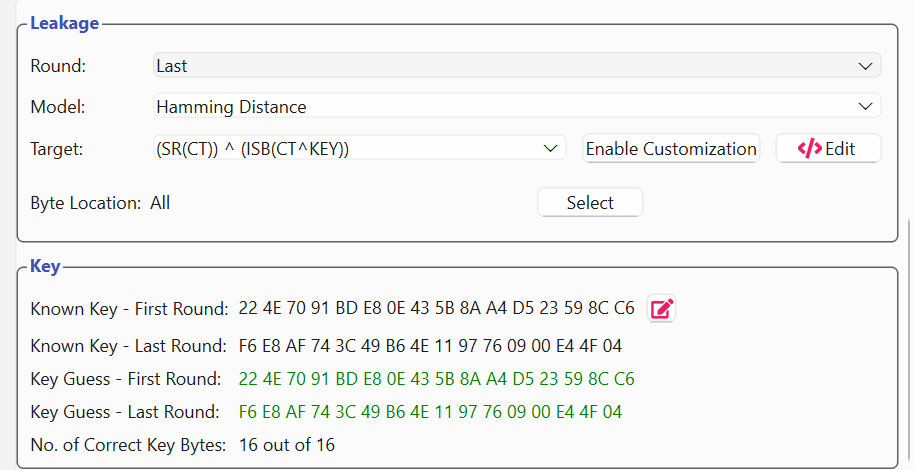 Leakage
Round: Last
Model: Hamming Distance
Target: (SR(CT)) ^ (ISB(CT^KEY)) Enable Customization </> Edit
Byte Location: All Select
Key
Known Key - First Round: 22 4E 70 91 BD E8 0E 43 5B 8A A4 D5 23 59 8C C6
Known Key - Last Round: F6 E8 AF 74 3C 49 B6 4E 11 97 76 09 00 E4 4F 04
Key Guess - First Round: 22 4E 70 91 BD E8 0E 43 5B 8A A4 D5 23 59 8C C6
Key Guess - Last Round: F6 E8 AF 74 3C 49 B6 4E 11 97 76 09 00 E4 4F 04
No. of Correct Key Bytes: 16 out of 16